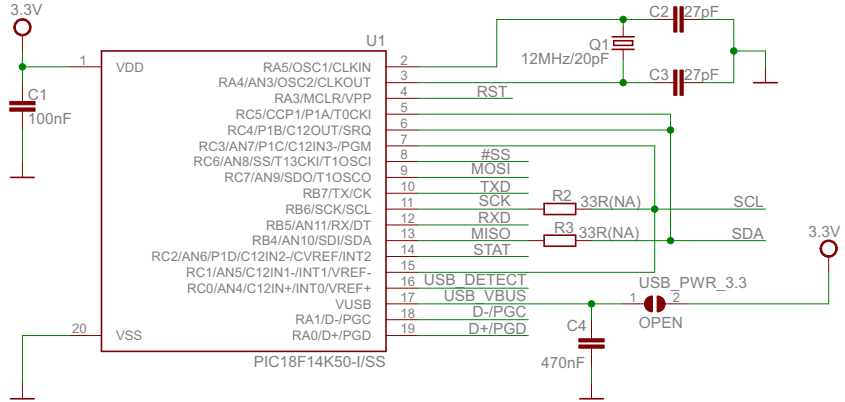 3.3V
C2 27pF
U1
Q1
1 VDD RA5/OSC1/CLKIN 2
12MHz/20pF
RA4/AN3/OSC2/CLKOUT 3
C3 27pF
C1
RA3/MCLR/VPP 4 RST
100nF
RC5/CCP1/P1A/T0CKI 5
RC4/P1B/C12OUT/SRQ 6
RC3/AN7/P1C/C12IN3-/PGM 7
RC6/AN8/SS/T13CKI/T1OSCI 8 #SS
RC7/AN9/SDO/T1OSCO 9 MOSI
RB7/TX/CK 10 TXD
RB6/SCK/SCL 11 SCK R2 33R(NA) SCL
RB5/AN11/RX/DT 12 RXD
RB4/AN10/SDI/SDA 13 MISO R3 33R(NA) SDA
3.3V
RC2/AN6/P1D/C12IN2-/CVREF/INT2 14 STAT
RC1/AN5/C12IN1-/INT1/VREF- 15
RC0/AN4/C12IN+/INT0/VREF+ 16 USB_DETECT
USB_PWR_3.3
VUSB 17 USB_VBUS 1 2
OPEN
RA1/D-/PGC 18 D-/PGC
C4
20 VSS RA0/D+/PGD 19 D+/PGD
470nF
PIC18F14K50-I/SS